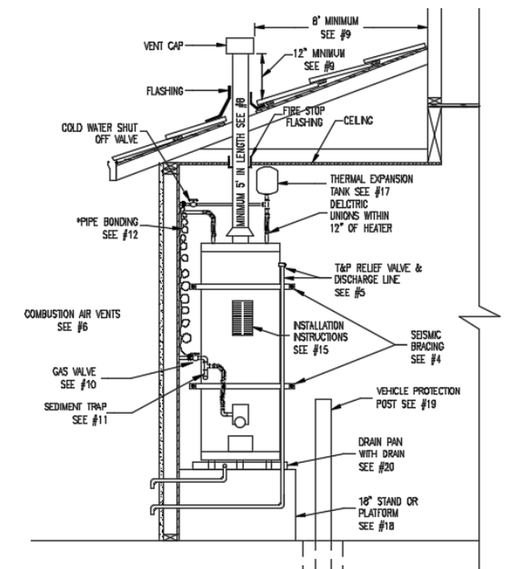 8' MINIMUM
SEE #9
VENT CAP
12" MINIMUM
SEE #9
FLASHING
FIRE STOP
FLASHING
CEILING
COLD WATER SHUT
OFF VALVE
MINIMUM 5' IN LENGTH SEE #8
THERMAL EXPANSION
TANK SEE #17
DIELCTRIC
UNIONS WITHIN
12" OF HEATER
*PIPE BONDING
SEE #12
T&P RELIEF VALVE &
DISCHARGE LINE
SEE #5
COMBUSTION AIR VENTS
SEE #6
INSTALLATION
INSTRUCTIONS
SEE #15
SEISMIC
BRACING
SEE #4
GAS VALVE
SEE #10
SEDIMENT TRAP
SEE #11
VEHICLE PROTECTION
POST SEE #19
DRAIN PAN
WITH DRAIN
SEE #20
18" STAND OR
PLATFORM
SEE #18